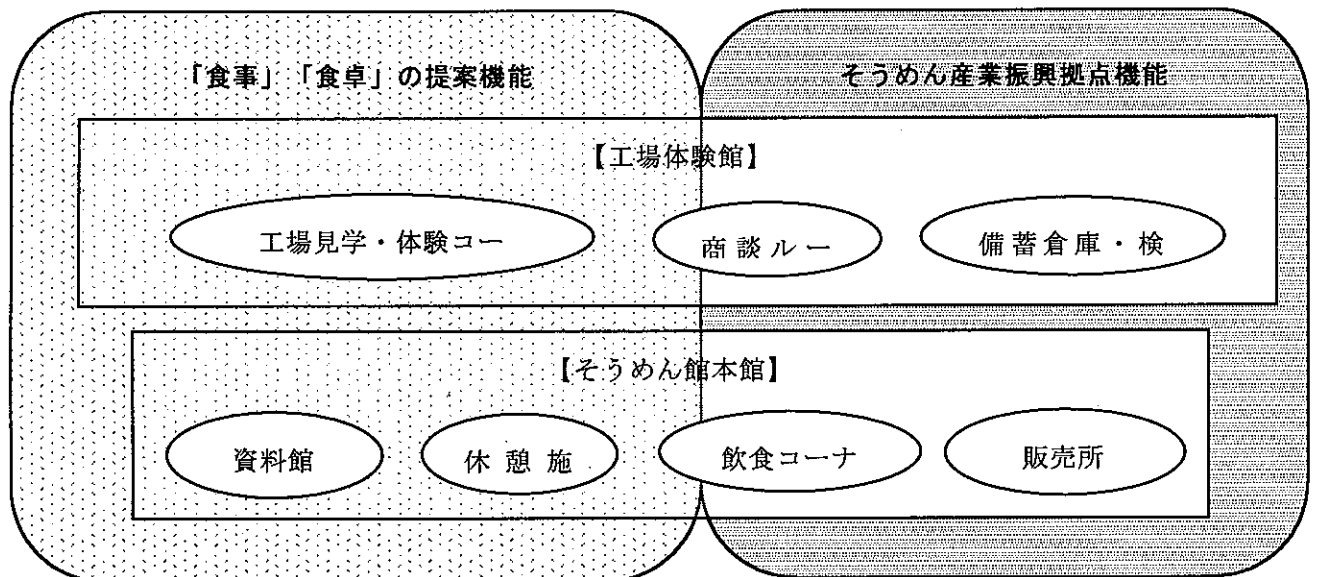 「食事」「食卓」の提案機能
そうめん産業振興拠点機能
【工場体験館】
工場見学・体験コー
商談ルー
備蓄倉庫・検
【そうめん館本館】
資料館
休憩施
飲食コーナ
販売所